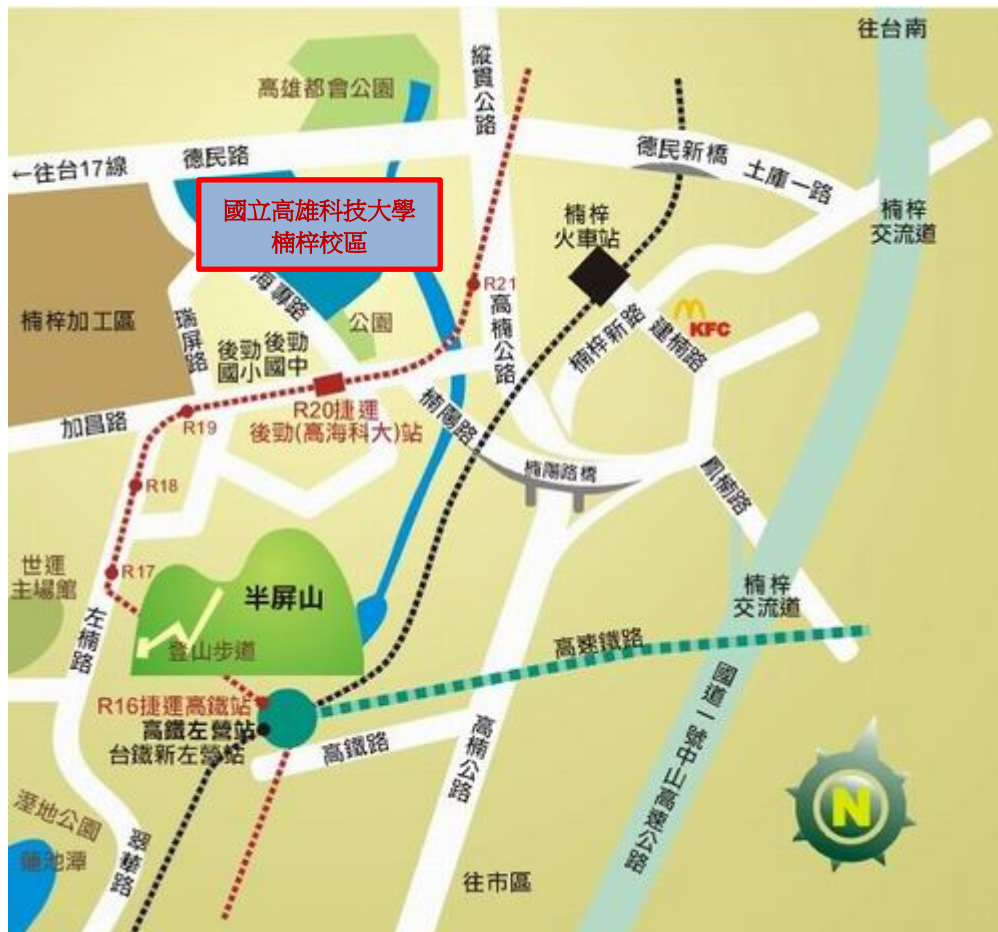 往台南
縱貫公路
高雄都會公園
德民路
德民新橋
←往台17線
土庫一路
國立高雄科技大學
楠梓校區
楠梓
火車站
楠梓
交流道
海專路
R21
KFC
楠梓加工區
瑞屏路
公園
高楠公路
楠梓新路
建楠路
後勁
國小
後勁
國中
加昌路
R19
R20捷運
後勁(高海科大)站
楠陽路
楠陽路橋
鳳楠路
R18
世運
主場館
R17
半屏山
楠梓
交流道
左楠路
登山步道
高速鐵路
R16捷運高鐵站
高鐵左營站
台鐵新左營站
高鐵路
高楠公路
國道一號中山高速公路
N
溼地公園
蓮池潭
翠華路
往市區